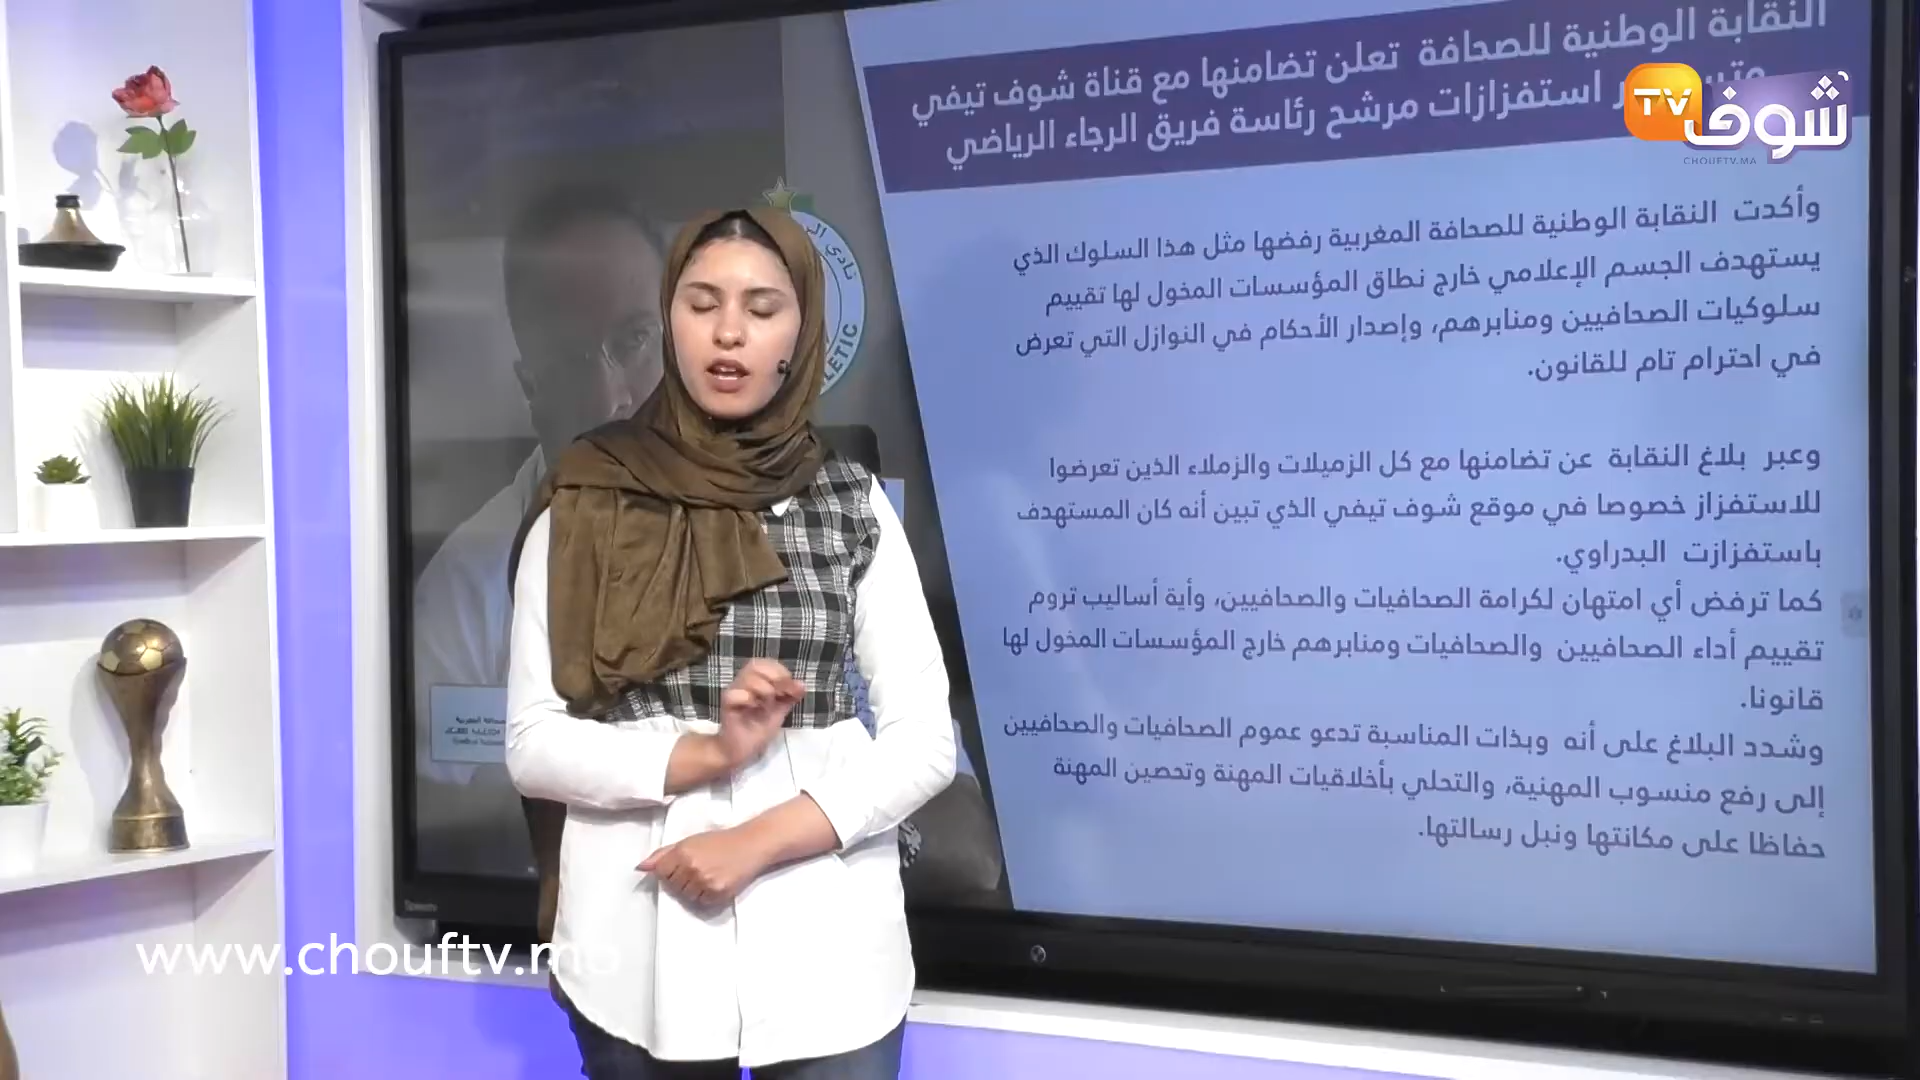 النقابة الوطنية للصحافة تعلن تضامنها مع قناة شوف تيفي
استفزازات مرشح رئاسة فريق الرجاء الرياضي
TV شوف
CHOUFTV.MA
وأكدت النقابة الوطنية للصحافة المغربية رفضها مثل هذا السلوك الذي
يستهدف الجسم الإعلامي خارج نطاق المؤسسات المخول لها تقييم
سلوكيات الصحافيين ومنابرهم، وإصدار الأحكام في النوازل التي تعرض
في احترام تام للقانون.
وعبر بلاغ النقابة عن تضامنها مع كل الزميلات والزملاء الذين تعرضوا
للاستفزاز خصوصا في موقع شوف تيفي الذي تبين أنه كان المستهدف
باستفزازت البدراوي.
كما ترفض أي امتهان لكرامة الصحافيات والصحافيين، وأية أساليب تروم
تقييم أداء الصحافيين والصحافيات ومنابرهم خارج المؤسسات المخول لها
قانونا.
وشدد البلاغ على أنه وبذات المناسبة تدعو عموم الصحافيات والصحافيين
إلى رفع منسوب المهنية، والتحلي بأخلاقيات المهنة وتحصين المهنة
حفاظا على مكانتها ونبل رسالتها.
نادي
LETIC
www.chouftv.ma